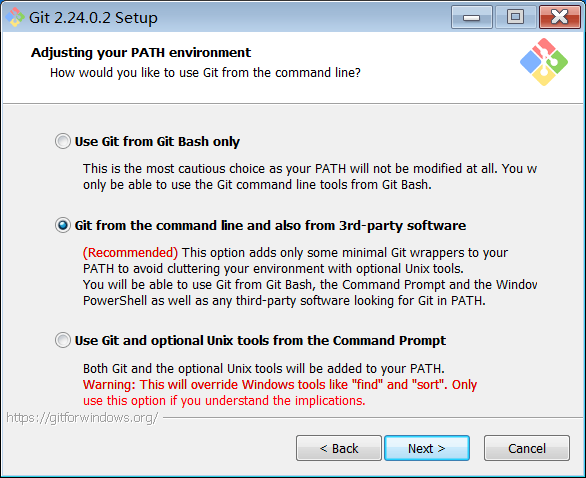 Git 2.24.0.2 Setup
Adjusting your PATH environment
How would you like to use Git from the command line?
Use Git from Git Bash only
This is the most cautious choice as your PATH will not be modified at all. You w
only be able to use the Git command line tools from Git Bash.
Git from the command line and also from 3rd-party software
(Recommended) This option adds only some minimal Git wrappers to your
PATH to avoid cluttering your environment with optional Unix tools.
You will be able to use Git from Git Bash, the Command Prompt and the Window
PowerShell as well as any third-party software looking for Git in PATH.
Use Git and optional Unix tools from the Command Prompt
Both Git and the optional Unix tools will be added to your PATH.
Warning: This will override Windows tools like "find" and "sort". Only
use this option if you understand the implications.
https://gitforwindows.org/
< Back Next > Cancel